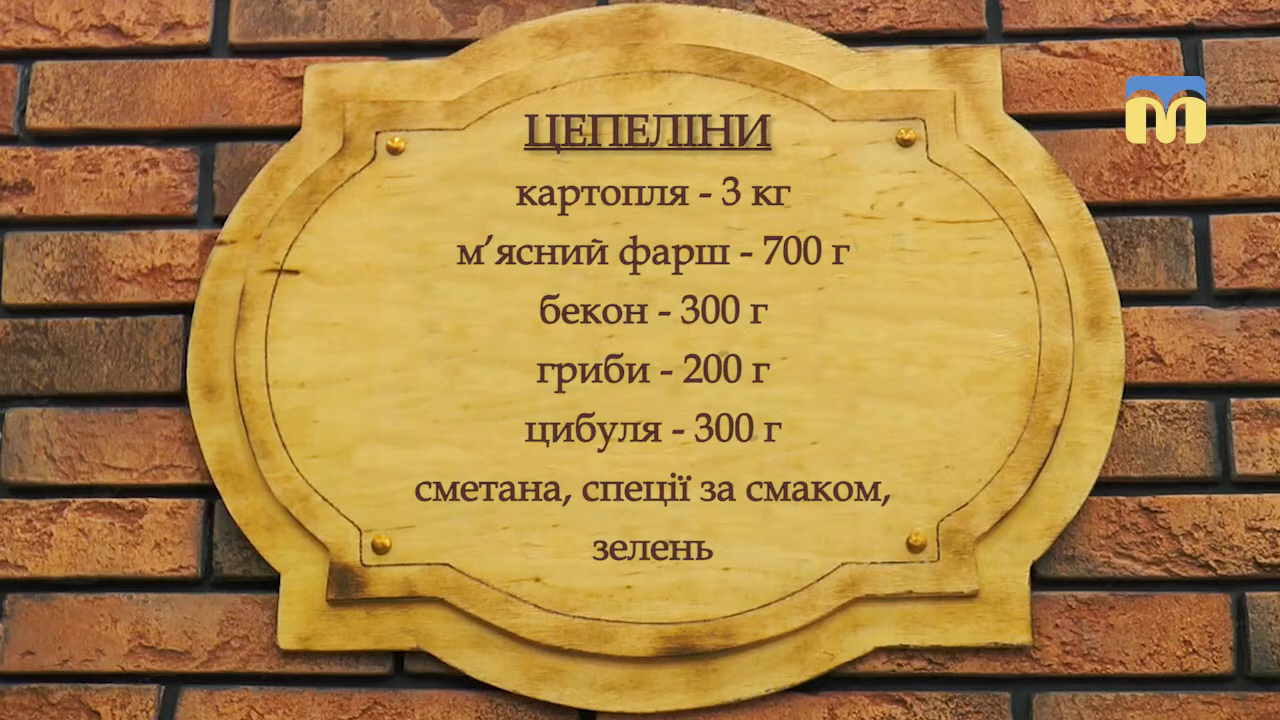 ЦЕПЕЛІНИ
картопля - 3 кг
м’ясний фарш - 700 г
бекон - 300 г
гриби - 200 г
цибуля - 300 г
сметана, спеції за смаком,
зелень
m